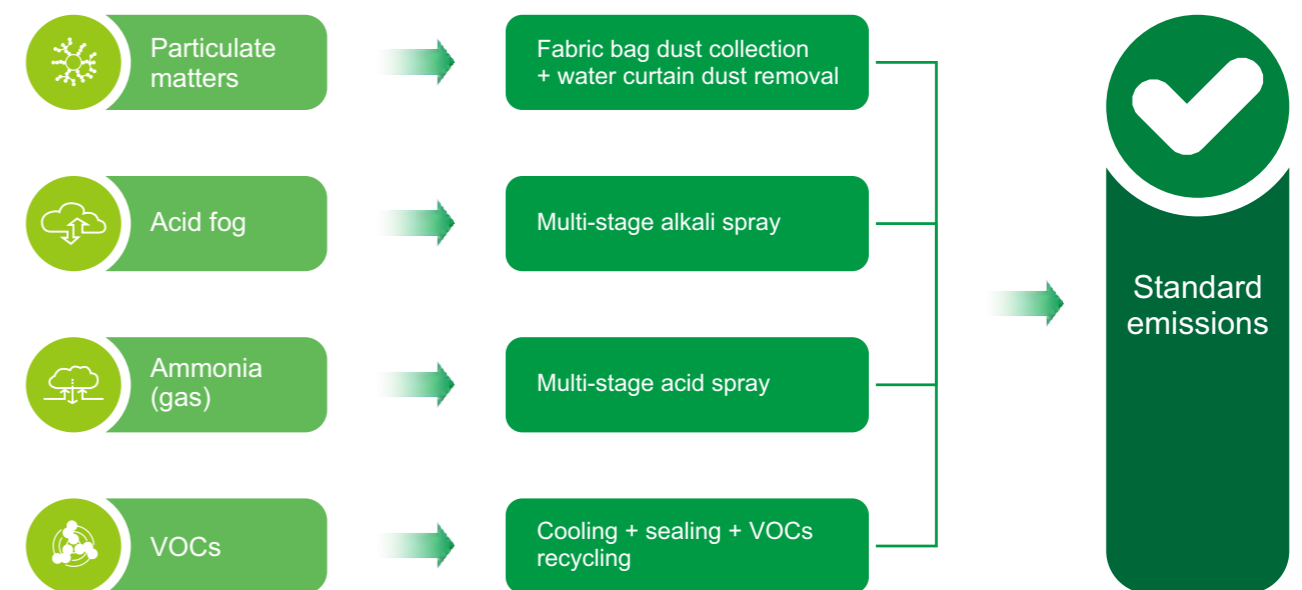 Particulate
matters
Fabric bag dust collection
+ water curtain dust removal
Acid fog
Multi-stage alkali spray
Ammonia
(gas)
Multi-stage acid spray
VOCs
Cooling + sealing + VOCs
recycling
Standard
emissions